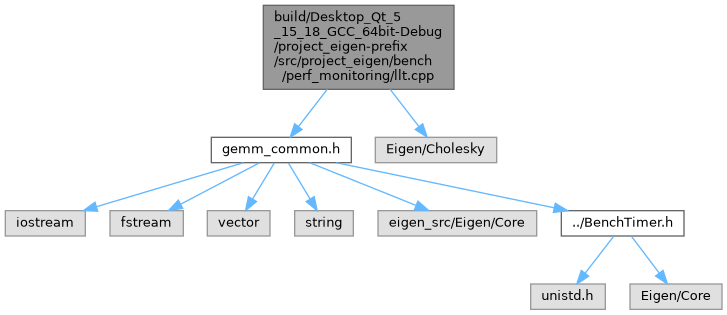 build/Desktop_Qt_5
_15_18_GCC_64bit-Debug
/project_eigen-prefix
/src/project_eigen/bench
/perf_monitoring/llt.cpp
gemm_common.h
Eigen/Cholesky
iostream
fstream
vector
string
eigen_src/Eigen/Core
../BenchTimer.h
unistd.h
Eigen/Core